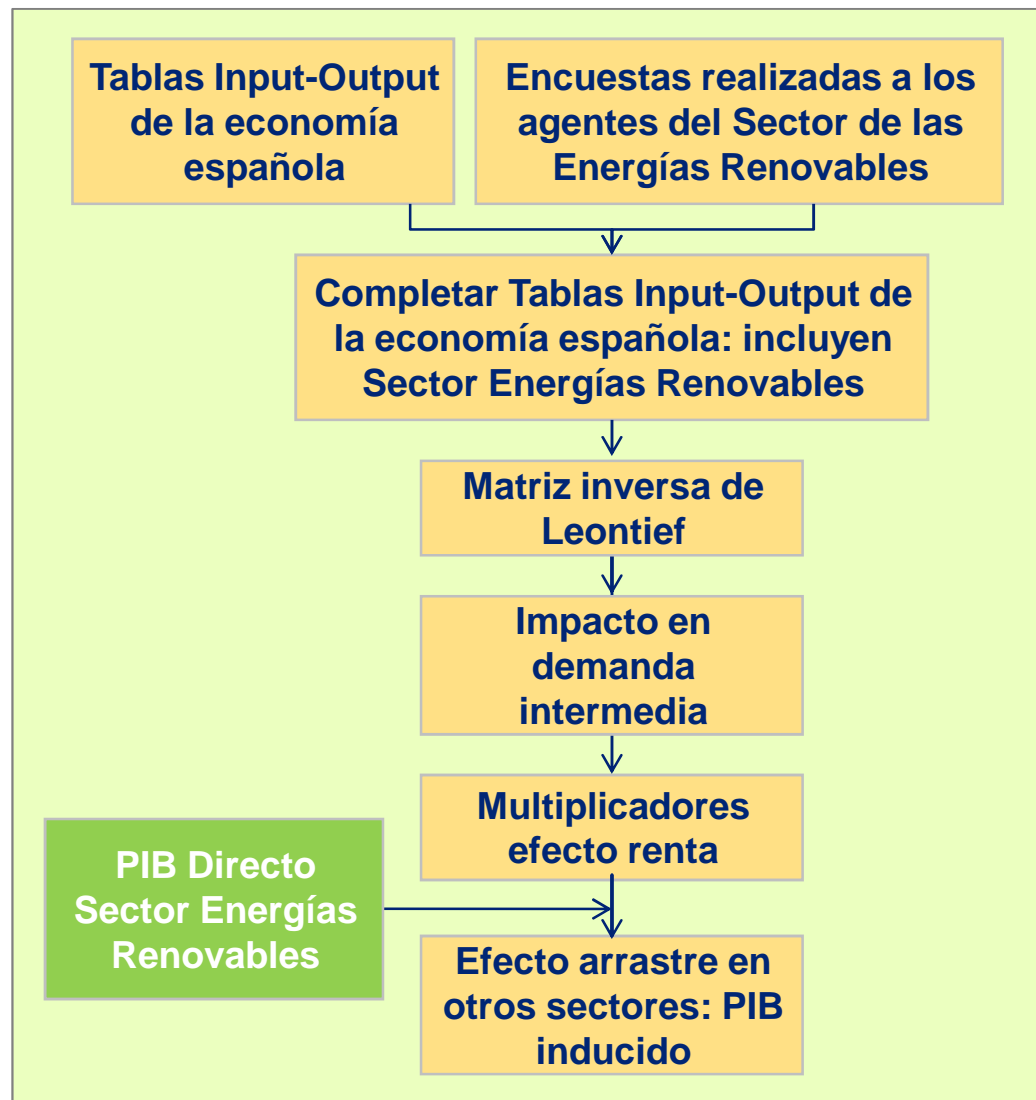 Tablas Input-Output
de la economía
española
Encuestas realizadas a los
agentes del Sector de las
Energías Renovables
Completar Tablas Input-Output de
la economía española: incluyen
Sector Energías Renovables
Matriz inversa de
Leontief
Impacto en
demanda
intermedia
Multiplicadores
efecto renta
PIB Directo
Sector Energías
Renovables
Efecto arrastre en
otros sectores: PIB
inducido